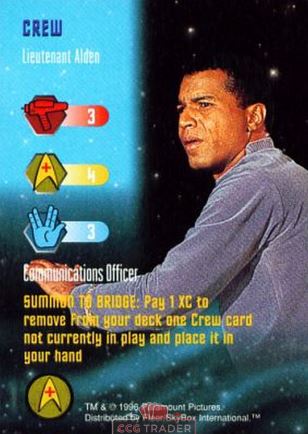 CREW
Lieutenant Alden
3
4
3
Communications Officer
SUMMON TO BRIDGE: Pay 1 XC to
remove from your deck one Crew card
not currently in play and place it in
your hand
TM & © 1996 Paramount Pictures.
Distributed by Fleer/SkyBox International.™
CCG TRADER